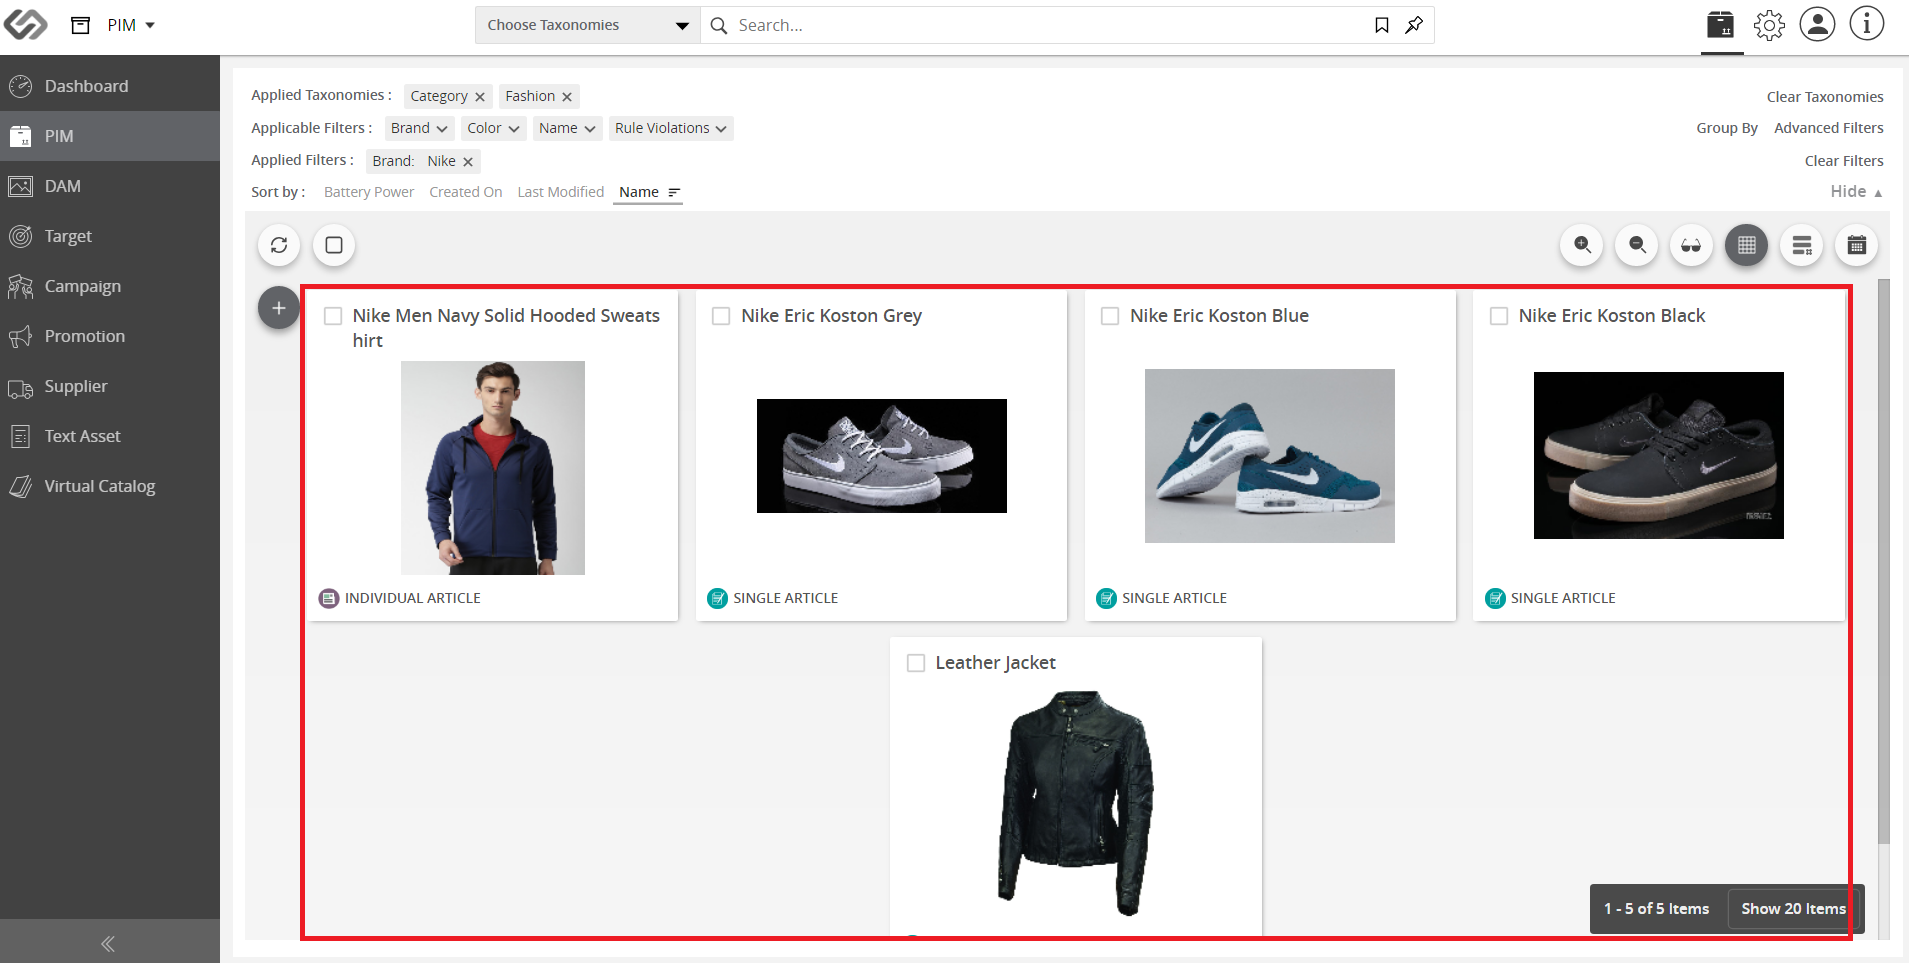 PIM
Choose Taxonomies
Search...
Dashboard
PIM
DAM
Target
Campaign
Promotion
Supplier
Text Asset
Virtual Catalog
Applied Taxonomies : Category Fashion Clear Taxonomies
Applicable Filters : Brand Color Name Rule Violations Group By Advanced Filters
Applied Filters : Brand: Nike Clear Filters
Sort by : Battery Power Created On Last Modified Name Hide
Nike Men Navy Solid Hooded Sweats
hirt
INDIVIDUAL ARTICLE
Nike Eric Koston Grey
SINGLE ARTICLE
Nike Eric Koston Blue
SINGLE ARTICLE
Nike Eric Koston Black
SINGLE ARTICLE
Leather Jacket
1 - 5 of 5 Items Show 20 Items